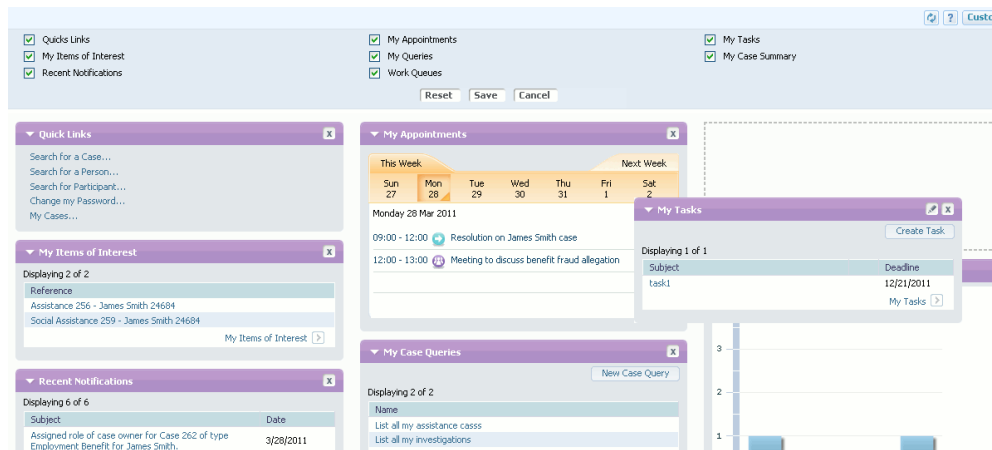 ? Custo
Quicks Links
My Items of Interest
Recent Notifications
My Appointments
My Queries
Work Queues
My Tasks
My Case Summary
Reset Save Cancel
Quick Links X
Search for a Case...
Search for a Person...
Search for Participant...
Change my Password...
My Cases...
My Items of Interest X
Displaying 2 of 2
Reference
Assistance 256 - James Smith 24684
Social Assistance 259 - James Smith 24684
My Items of Interest >
Recent Notifications X
Displaying 6 of 6
Subject Date
Assigned role of case owner for Case 262 of type
Employment Benefit for James Smith. 3/28/2011
My Appointments X
This Week Next Week
Sun Mon Tue Wed Thu Fri Sat
27 28 29 30 31 1 2
Monday 28 Mar 2011
09:00 - 12:00 Resolution on James Smith case
12:00 - 13:00 Meeting to discuss benefit fraud allegation
My Case Queries X
New Case Query
Displaying 2 of 2
Name
List all my assistance casss
List all my investigations
My Tasks X
Create Task
Displaying 1 of 1
Subject Deadline
task1 12/21/2011
My Tasks >
X
3
2
1